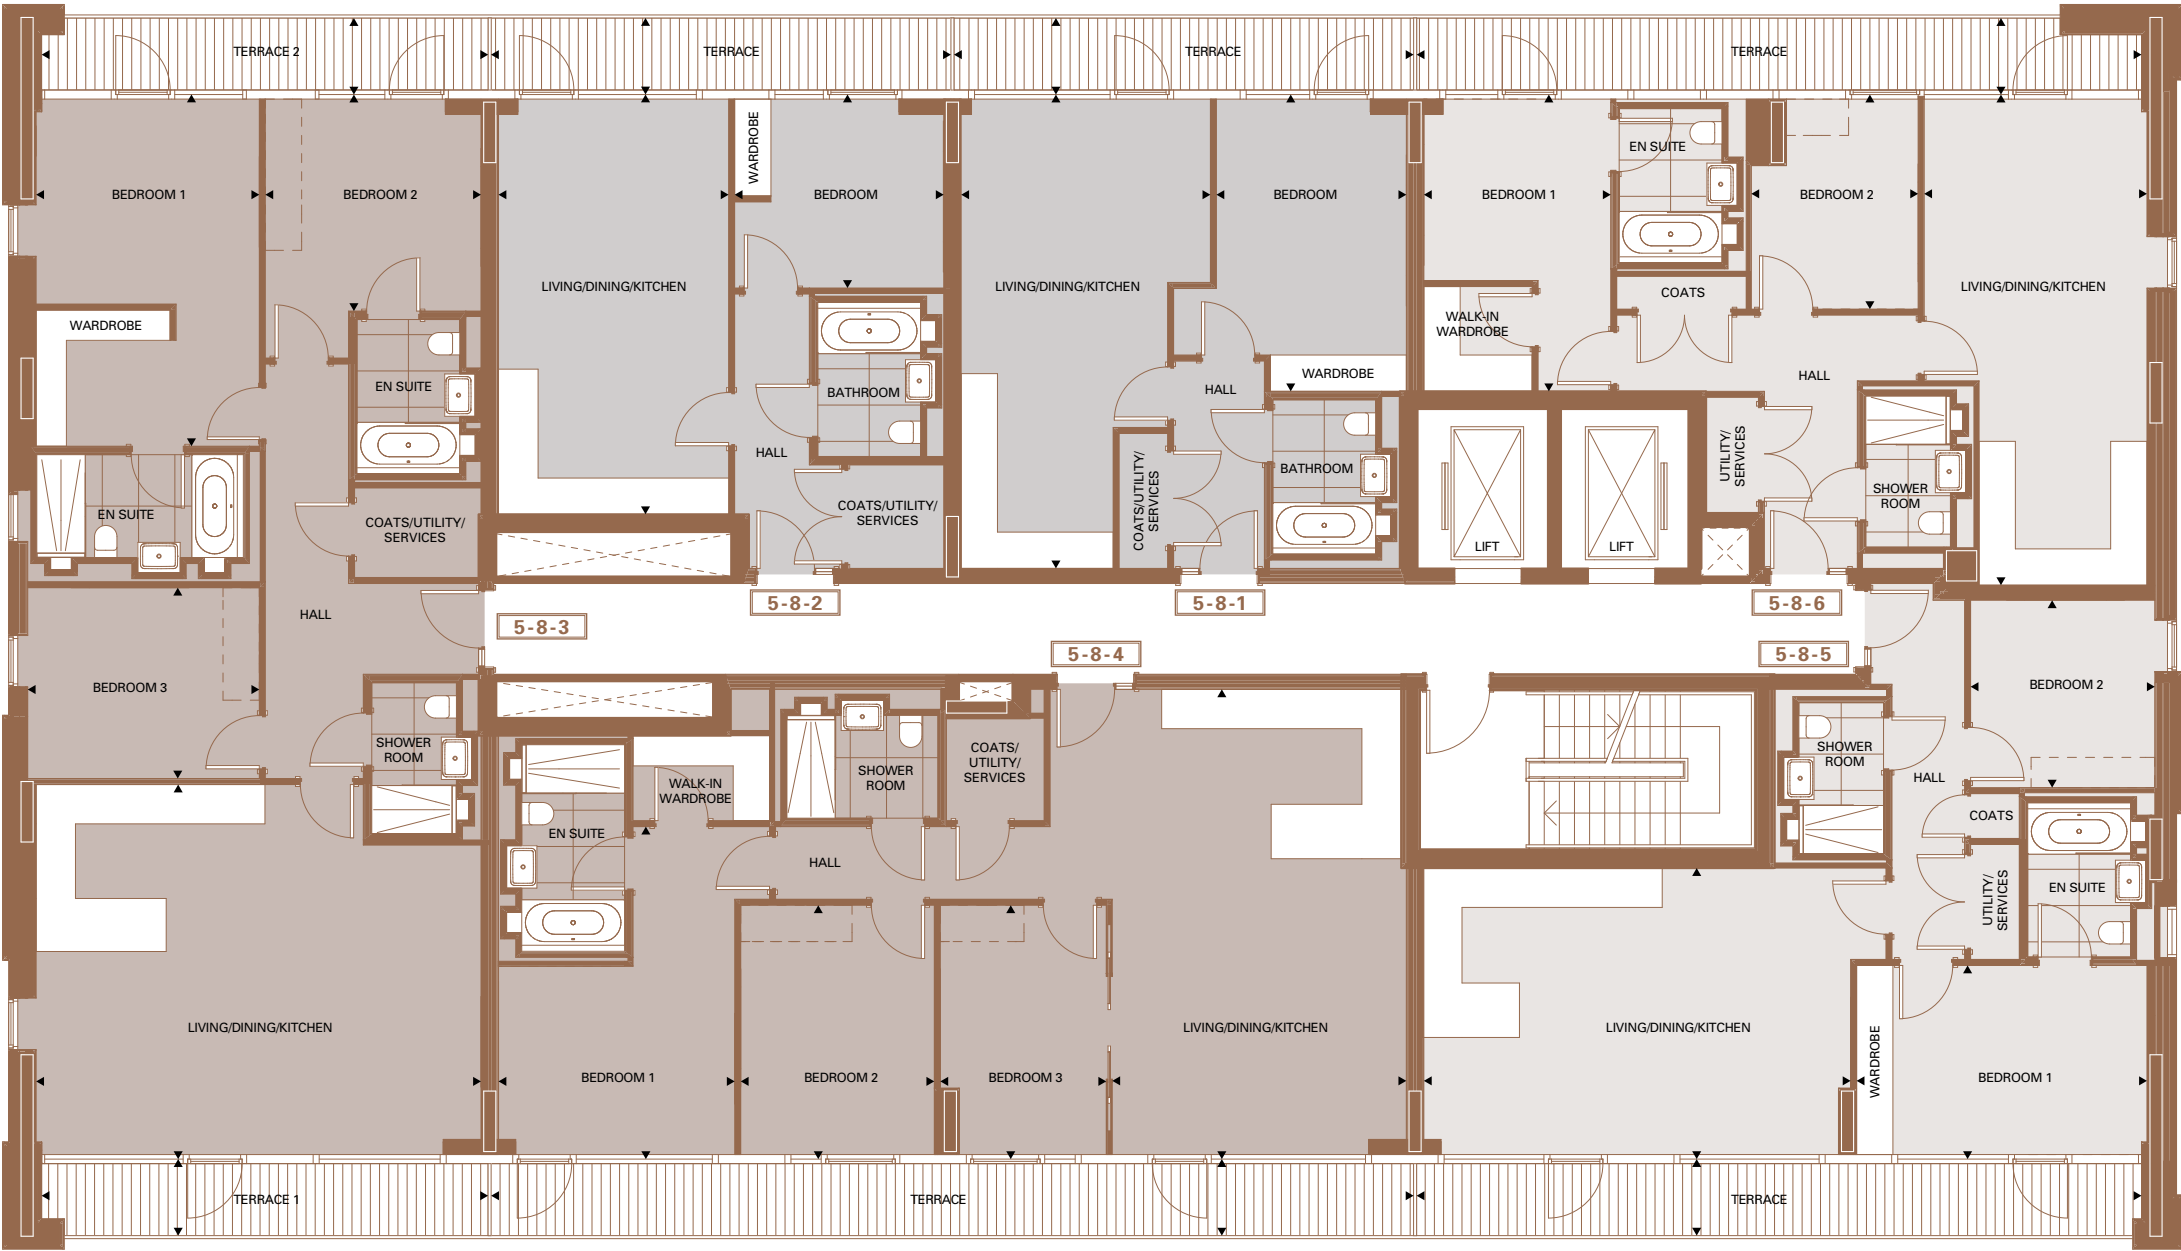 TERRACE 2
TERRACE
TERRACE
TERRACE
BEDROOM 1
BEDROOM 2
WARDROBE
BEDROOM
BEDROOM
BEDROOM 1
EN SUITE
BEDROOM 2
LIVING/DINING/KITCHEN
LIVING/DINING/KITCHEN
COATS
LIVING/DINING/KITCHEN
WARDROBE
WALK-IN
WARDROBE
EN SUITE
BATHROOM
HALL
WARDROBE
HALL
EN SUITE
COATS/UTILITY/
SERVICES
HALL
COATS/UTILITY/
SERVICES
COATS/UTILITY/
SERVICES
BATHROOM
LIFT
LIFT
UTILITY/
SERVICES
SHOWER
ROOM
HALL
5-8-3
5-8-2
5-8-1
5-8-6
5-8-4
5-8-5
BEDROOM 3
BEDROOM 2
SHOWER
ROOM
WALK-IN
WARDROBE
SHOWER
ROOM
COATS/
UTILITY/
SERVICES
SHOWER
ROOM
HALL
EN SUITE
HALL
COATS
UTILITY/
SERVICES
EN SUITE
LIVING/DINING/KITCHEN
LIVING/DINING/KITCHEN
LIVING/DINING/KITCHEN
BEDROOM 1
BEDROOM 2
BEDROOM 3
WARDROBE
BEDROOM 1
TERRACE 1
TERRACE
TERRACE